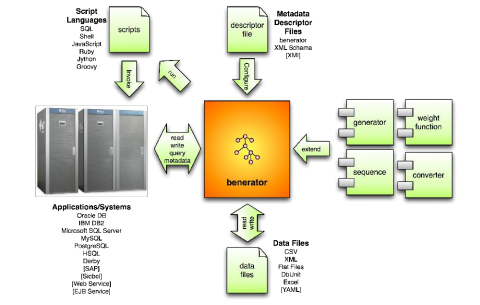 Script
Languages
SQL
Shell
JavaScript
Ruby
Jython
Groovy
scripts
descriptor
file
Metadata
Descriptor
Files
benerator
XML Schema
[XMI]
Invoke
run
Configure
read
write
query
metadata
benerator
extend
generator
weight
function
sequence
converter
Applications/Systems
Oracle DB
IBM DB2
Microsoft SQL Server
MySQL
PostgreSQL
HSQL
Derby
[SAP]
[Siebel]
[Web Service]
[EJB Service]
read
write
data
files
Data Files
CSV
XML
Flat Files
DbUnit
Excel
[YAML]